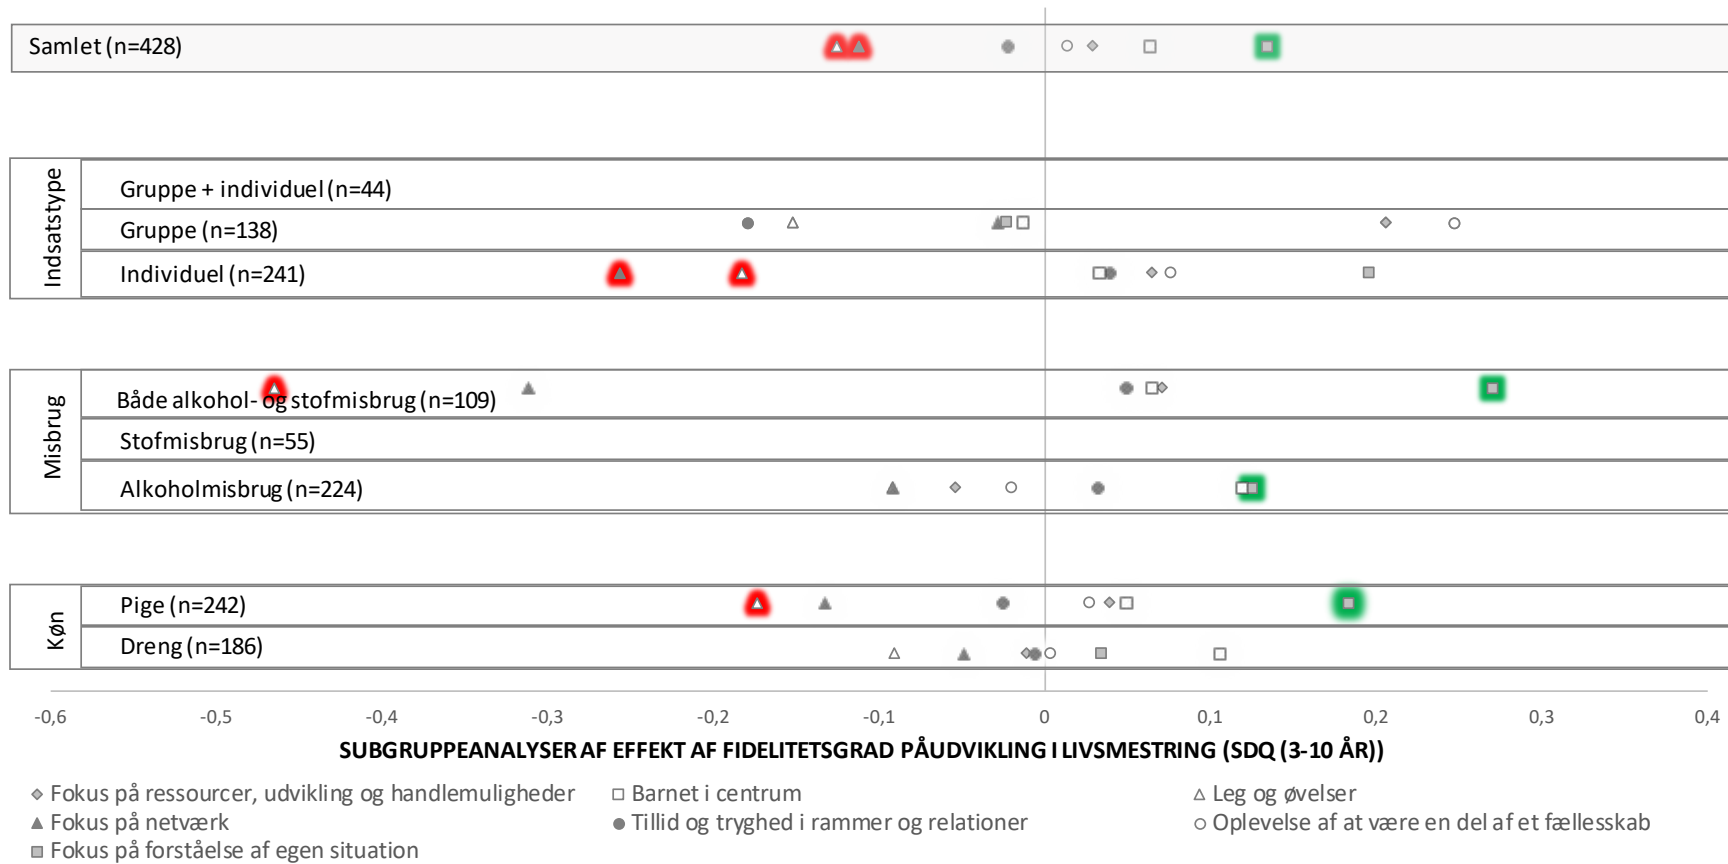 Samlet (n=428)
Indsatstype
Gruppe + individuel (n=44)
Gruppe (n=138)
Individuel (n=241)
Misbrug
Både alkohol- og stofmisbrug (n=109)
Stofmisbrug (n=55)
Alkoholmisbrug (n=224)
Køn
Pige (n=242)
Dreng (n=186)
-0,6 -0,5 -0,4 -0,3 -0,2 -0,1 0 0,1 0,2 0,3 0,4
SUBGRUPPEANALYSER AF EFFEKT AF FIDELITETSGRAD PÅUDVIKLING I LIVSMESTRING (SDQ (3-10 ÅR))
Fokus på ressourcer, udvikling og handlemuligheder Barnet i centrum Leg og øvelser
Fokus på netværk Tillid og tryghed i rammer og relationer Oplevelse af at være en del af et fællesskab
Fokus på forståelse af egen situation